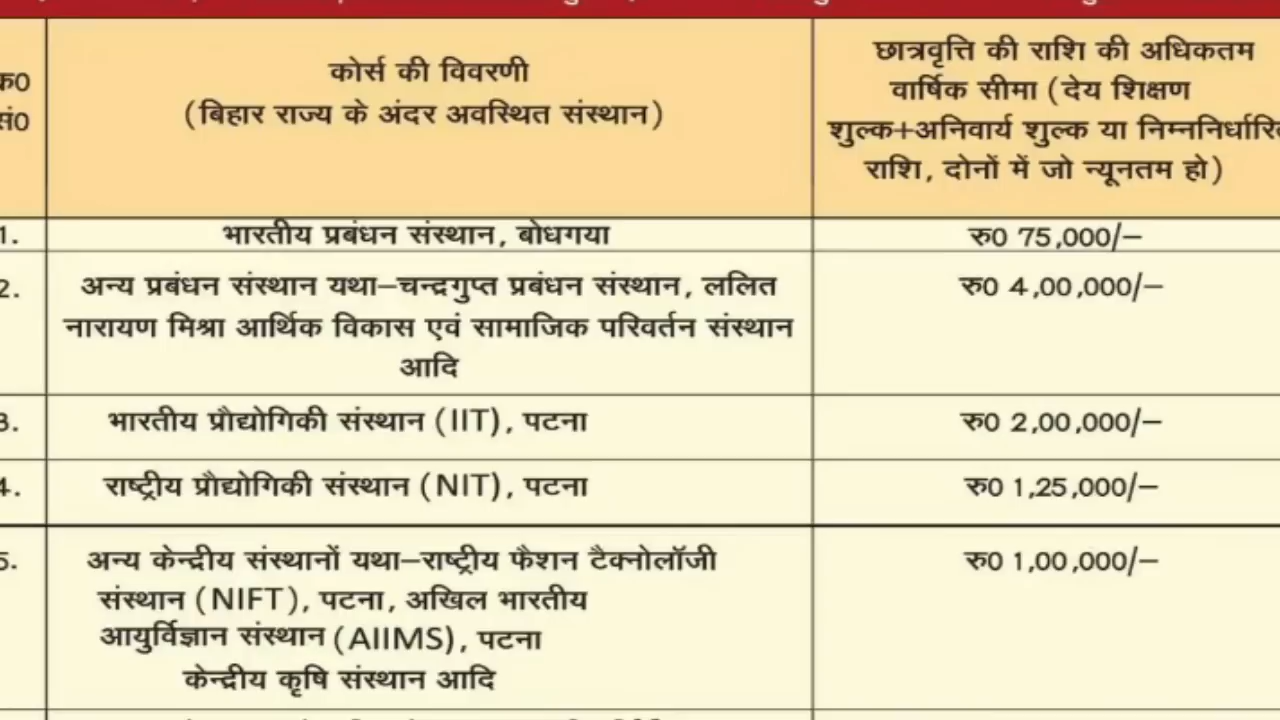 क0
सं0
कोर्स की विवरणी
(बिहार राज्य के अंदर अवस्थित संस्थान)
छात्रवृत्ति की राशि की अधिकतम
वार्षिक सीमा (देय शिक्षण
शुल्क+अनिवार्य शुल्क या निम्ननिर्धारित
राशि, दोनों में जो न्यूनतम हो)
1.
भारतीय प्रबंधन संस्थान, बोधगया
रु0 75,000/–
2.
अन्य प्रबंधन संस्थान यथा–चन्द्रगुप्त प्रबंधन संस्थान, ललित
नारायण मिश्रा आर्थिक विकास एवं सामाजिक परिवर्तन संस्थान
आदि
रु0 4,00,000/–
3.
भारतीय प्रौद्योगिकी संस्थान (IIT), पटना
रु0 2,00,000/–
4.
राष्ट्रीय प्रौद्योगिकी संस्थान (NIT), पटना
रु0 1,25,000/–
5.
अन्य केन्द्रीय संस्थानों यथा–राष्ट्रीय फैशन टैक्नोलॉजी
संस्थान (NIFT), पटना, अखिल भारतीय
आयुर्विज्ञान संस्थान (AIIMS), पटना
केन्द्रीय कृषि संस्थान आदि
रु0 1,00,000/–